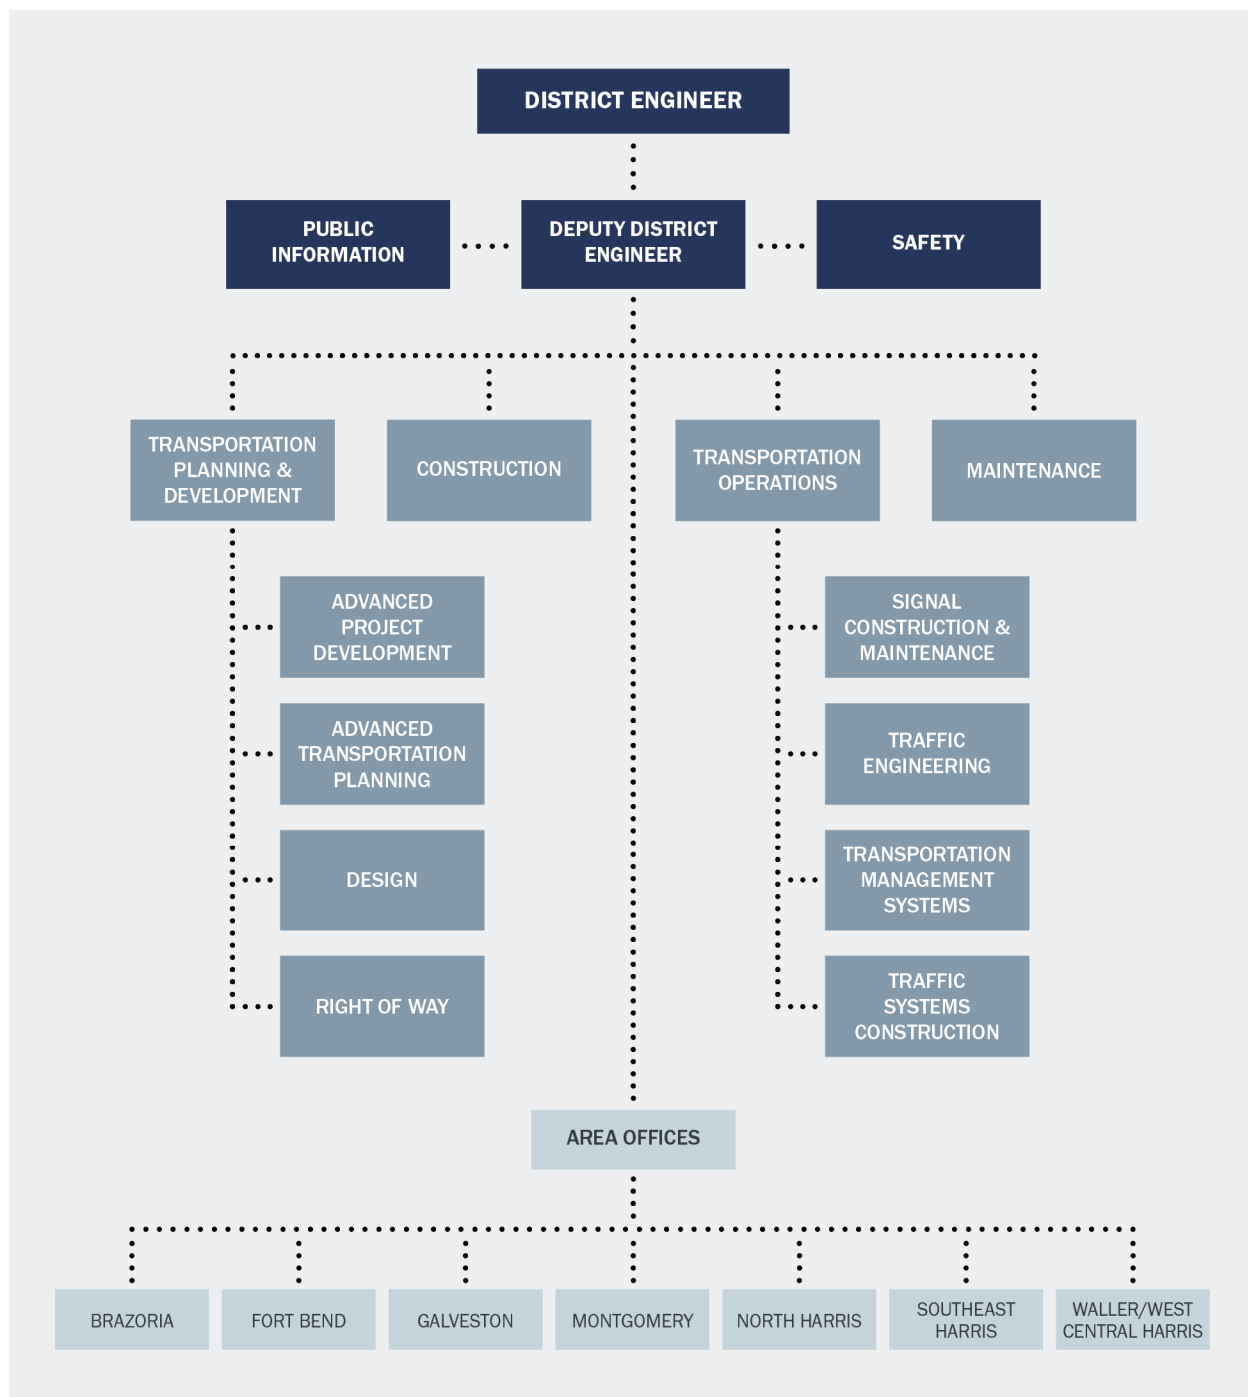 DISTRICT ENGINEER
PUBLIC
INFORMATION
DEPUTY DISTRICT
ENGINEER
SAFETY
TRANSPORTATION
PLANNING &
DEVELOPMENT
CONSTRUCTION
TRANSPORTATION
OPERATIONS
MAINTENANCE
ADVANCED
PROJECT
DEVELOPMENT
ADVANCED
TRANSPORTATION
PLANNING
DESIGN
RIGHT OF WAY
SIGNAL
CONSTRUCTION &
MAINTENANCE
TRAFFIC
ENGINEERING
TRANSPORTATION
MANAGEMENT
SYSTEMS
TRAFFIC
SYSTEMS
CONSTRUCTION
AREA OFFICES
BRAZORIA
FORT BEND
GALVESTON
MONTGOMERY
NORTH HARRIS
SOUTHEAST
HARRIS
WALLER/WEST
CENTRAL HARRIS